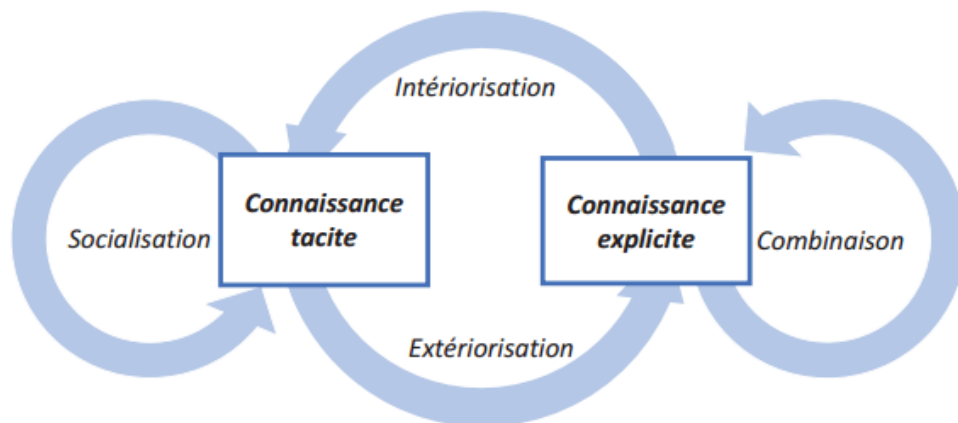 Intériorisation
Socialisation
Connaissance
tacite
Connaissance
explicite
Combinaison
Extériorisation